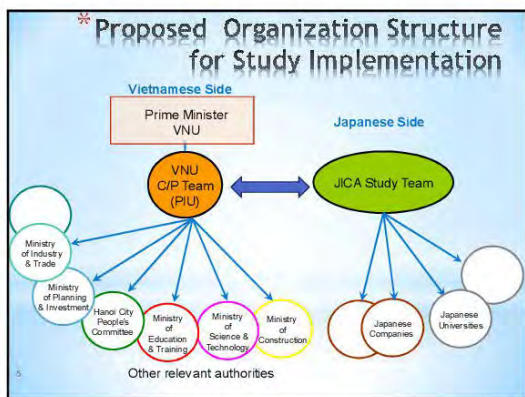 * Proposed Organization Structure
for Study Implementation
Vietnamese Side
Prime Minister
VNU
Japanese Side
VNU
C/P Team
(PIU)
JICA Study Team
Ministry
of Industry
& Trade
Ministry
of Planning
& Investment
Hanoi City
People's
Committee
Ministry
of
Education
& Training
Ministry
of
Science &
Technology
Ministry
of
Construction
Japanese
Companies
Japanese
Universities
Other relevant authorities
5